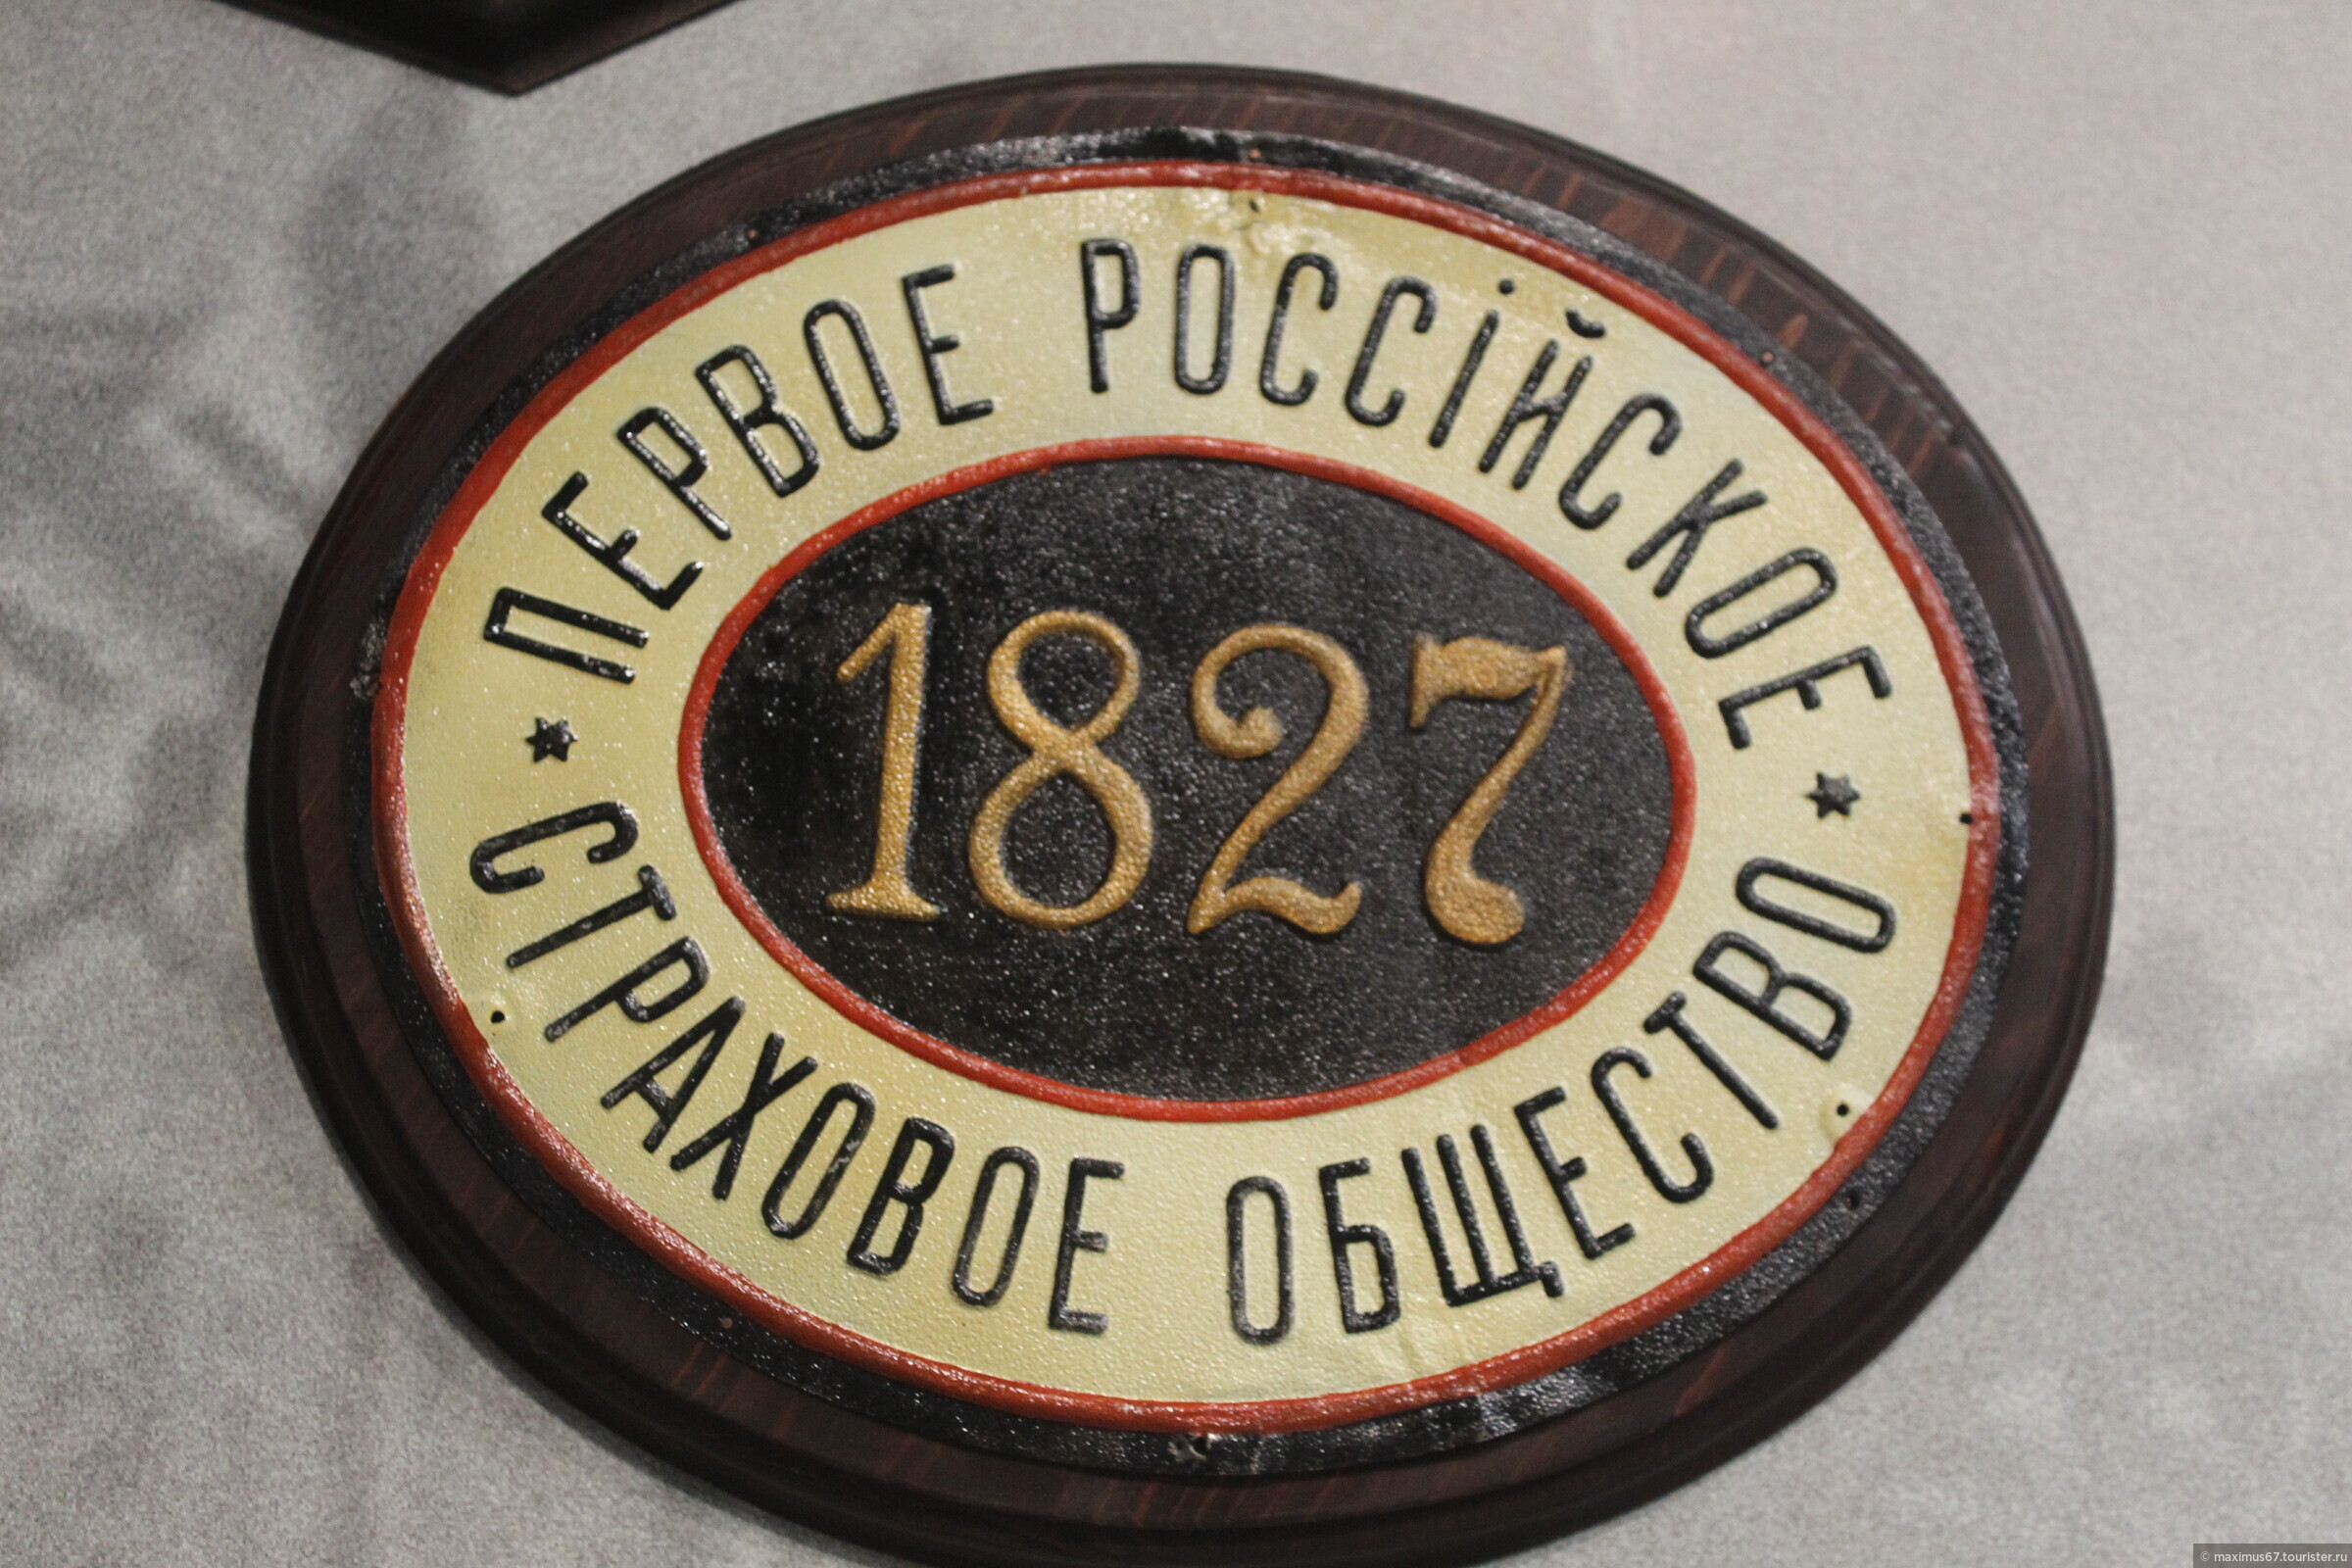 ПЕРВОЕ РОССІЙСКОЕ
1827
* СТРАХОВОЕ ОБЩЕСТВО *
© maximus67.tourister.ru